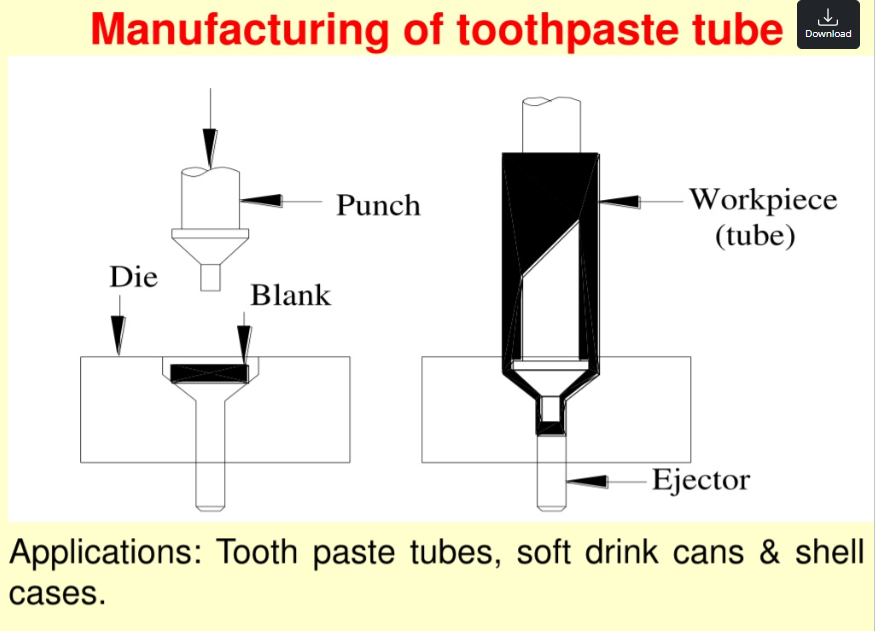 Manufacturing of toothpaste tube
Download
Punch
Workpiece
(tube)
Die
Blank
Ejector
Applications: Tooth paste tubes, soft drink cans & shell
cases.